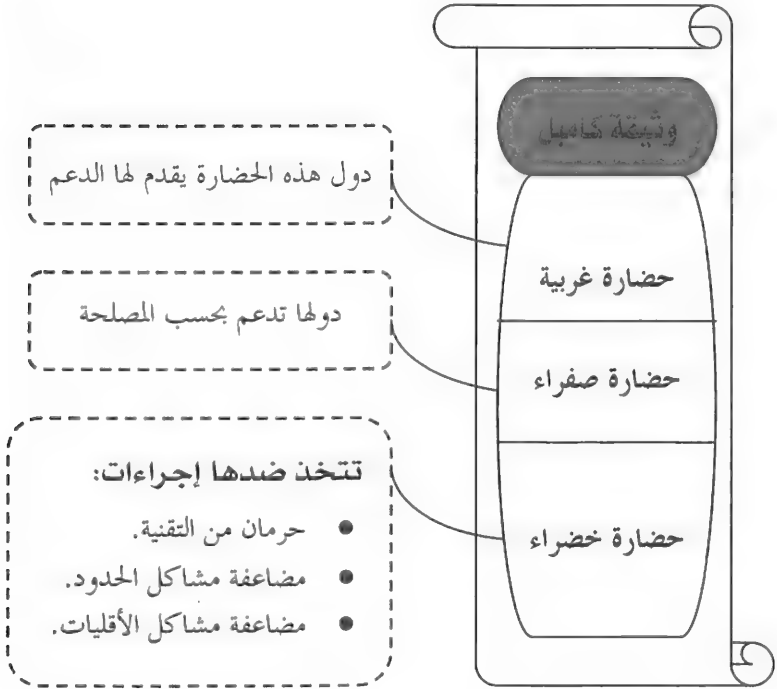 وثيقة كامبل
دول هذه الحضارة يقدم لها الدعم
حضارة غربية
دولها تدعم بحسب المصلحة
حضارة صفراء
تتخذ ضدها إجراءات:
● حرمان من التقنية.
● مضاعفة مشاكل الحدود.
● مضاعفة مشاكل الأقليات.
حضارة خضراء